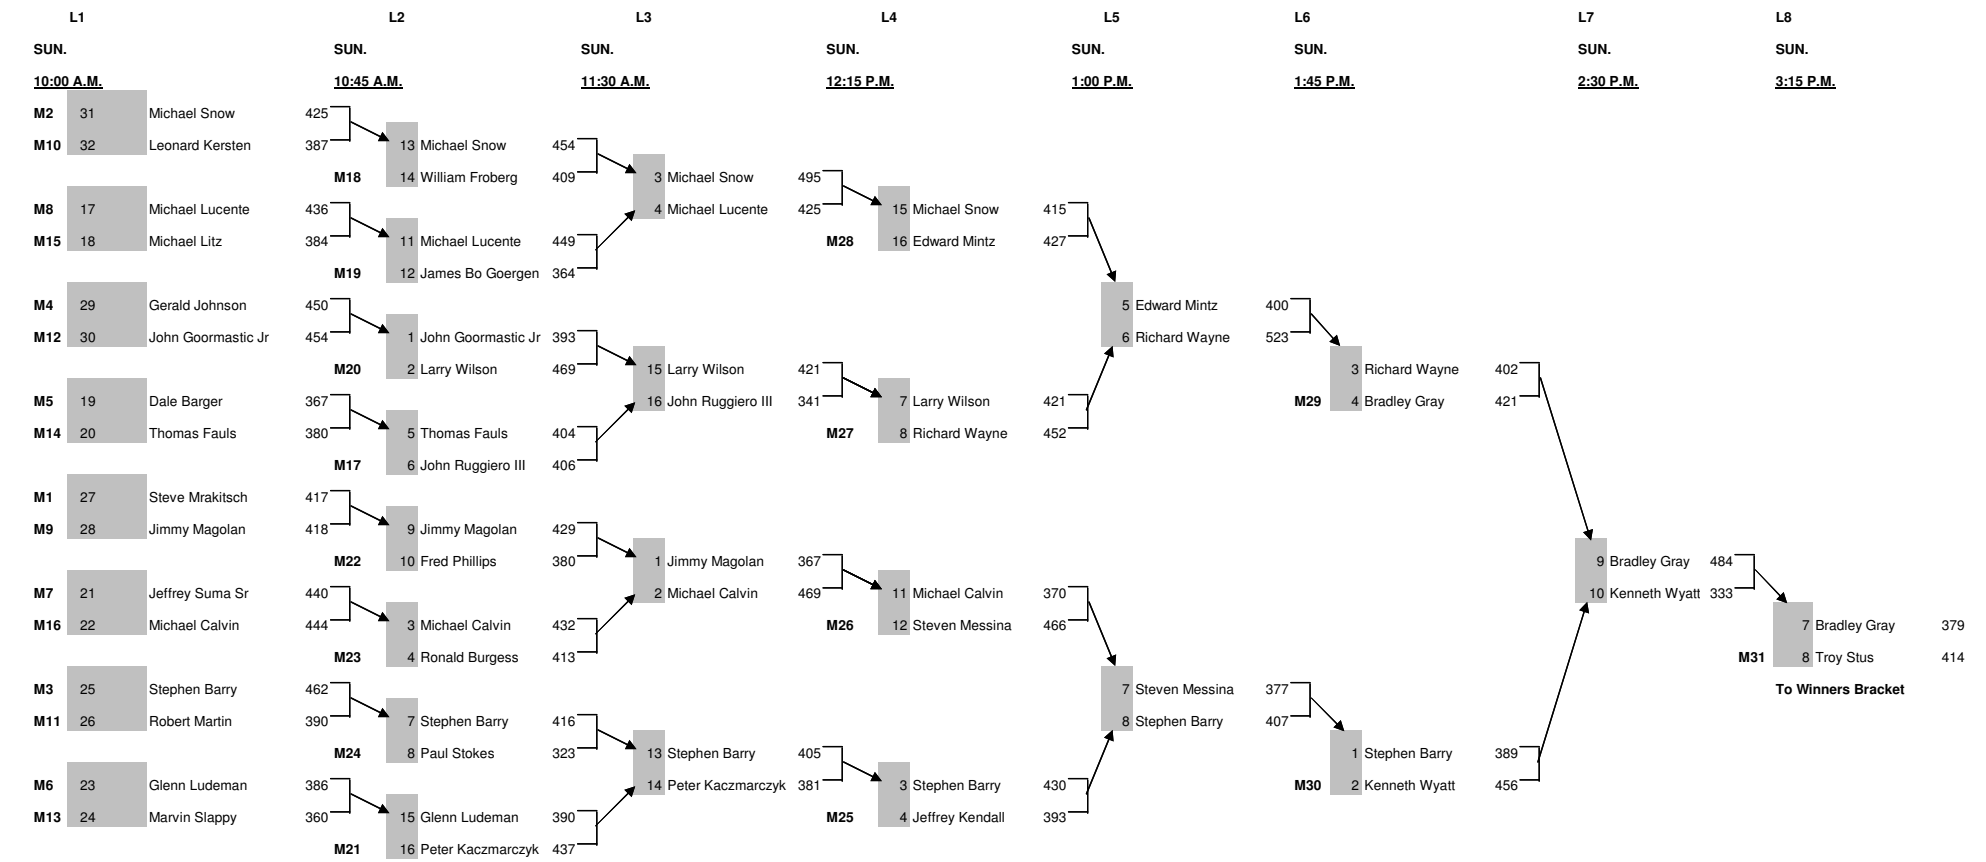 L1 L2 L3 L4 L5 L6 L7 L8
SUN. SUN. SUN. SUN. SUN. SUN. SUN. SUN.
10:00 A.M. 10:45 A.M. 11:30 A.M. 12:15 P.M. 1:00 P.M. 1:45 P.M. 2:30 P.M. 3:15 P.M.
M2 31 Michael Snow 425
M10 32 Leonard Kersten 387 13 Michael Snow 454
M18 14 William Froberg 409 3 Michael Snow 495
M8 17 Michael Lucente 436 4 Michael Lucente 425 15 Michael Snow 415
M15 18 Michael Litz 384 11 Michael Lucente 449 M28 16 Edward Mintz 427
M19 12 James Bo Goergen 364
M4 29 Gerald Johnson 450 5 Edward Mintz 400
M12 30 John Goormastic Jr 454 1 John Goormastic Jr 393 6 Richard Wayne 523
M20 2 Larry Wilson 469 15 Larry Wilson 421 3 Richard Wayne 402
M5 19 Dale Barger 367 16 John Ruggiero III 341 7 Larry Wilson 421 M29 4 Bradley Gray 421
M14 20 Thomas Fauls 380 5 Thomas Fauls 404 M27 8 Richard Wayne 452
M17 6 John Ruggiero III 406
M1 27 Steve Mrakitsch 417
M9 28 Jimmy Magolan 418 9 Jimmy Magolan 429
M22 10 Fred Phillips 380 1 Jimmy Magolan 367 9 Bradley Gray 484
M7 21 Jeffrey Suma Sr 440 2 Michael Calvin 469 11 Michael Calvin 370 10 Kenneth Wyatt 333
M16 22 Michael Calvin 444 3 Michael Calvin 432 M26 12 Steven Messina 466 7 Bradley Gray 379
M23 4 Ronald Burgess 413 M31 8 Troy Stus 414
M3 25 Stephen Barry 462 7 Steven Messina 377 To Winners Bracket
M11 26 Robert Martin 390 7 Stephen Barry 416 8 Stephen Barry 407
M24 8 Paul Stokes 323 13 Stephen Barry 405 1 Stephen Barry 389
M6 23 Glenn Ludeman 386 14 Peter Kaczmarczyk 381 3 Stephen Barry 430 M30 2 Kenneth Wyatt 456
M13 24 Marvin Slappy 360 15 Glenn Ludeman 390 M25 4 Jeffrey Kendall 393
M21 16 Peter Kaczmarczyk 437